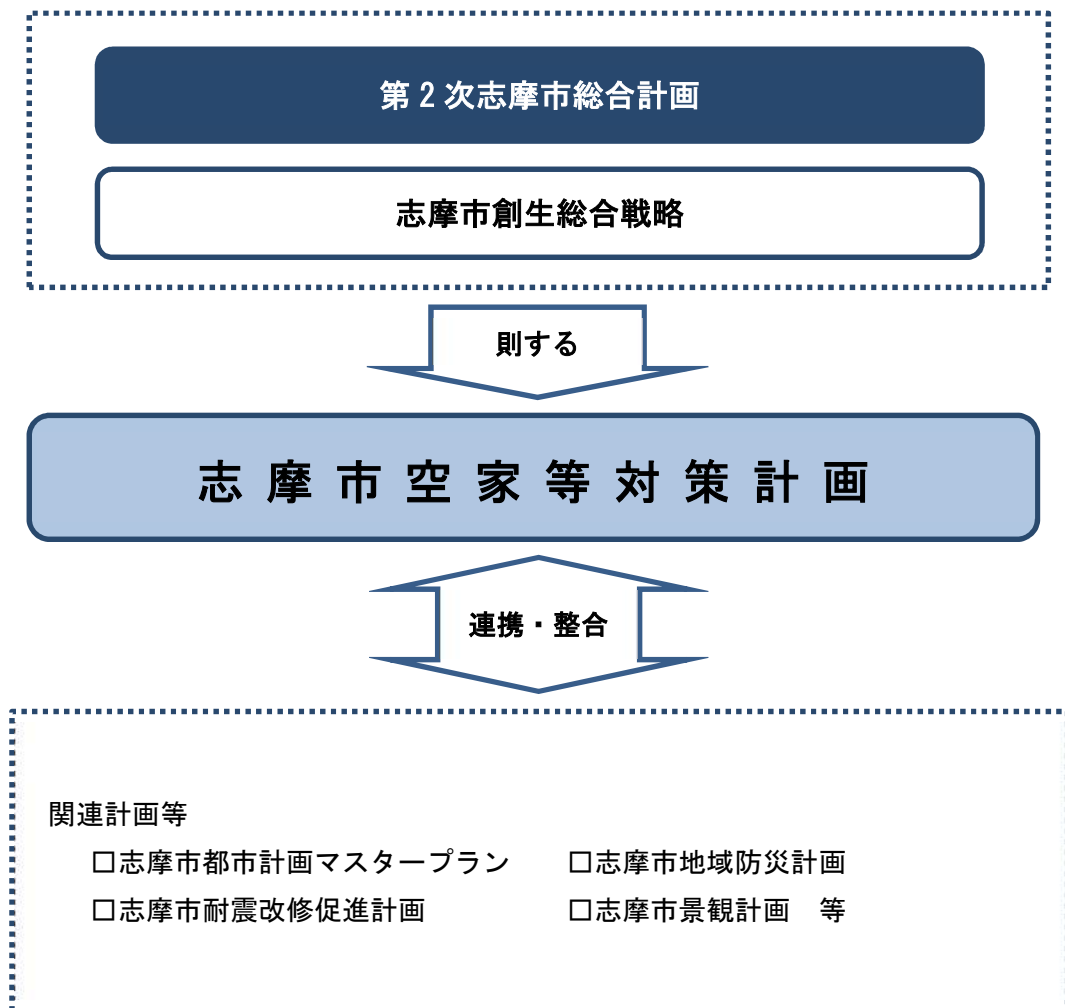 第2次志摩市総合計画
志摩市創生総合戦略
則する
志摩市空家等対策計画
連携・整合
関連計画等
□志摩市都市計画マスタープラン　□志摩市地域防災計画
□志摩市耐震改修促進計画　□志摩市景観計画　等